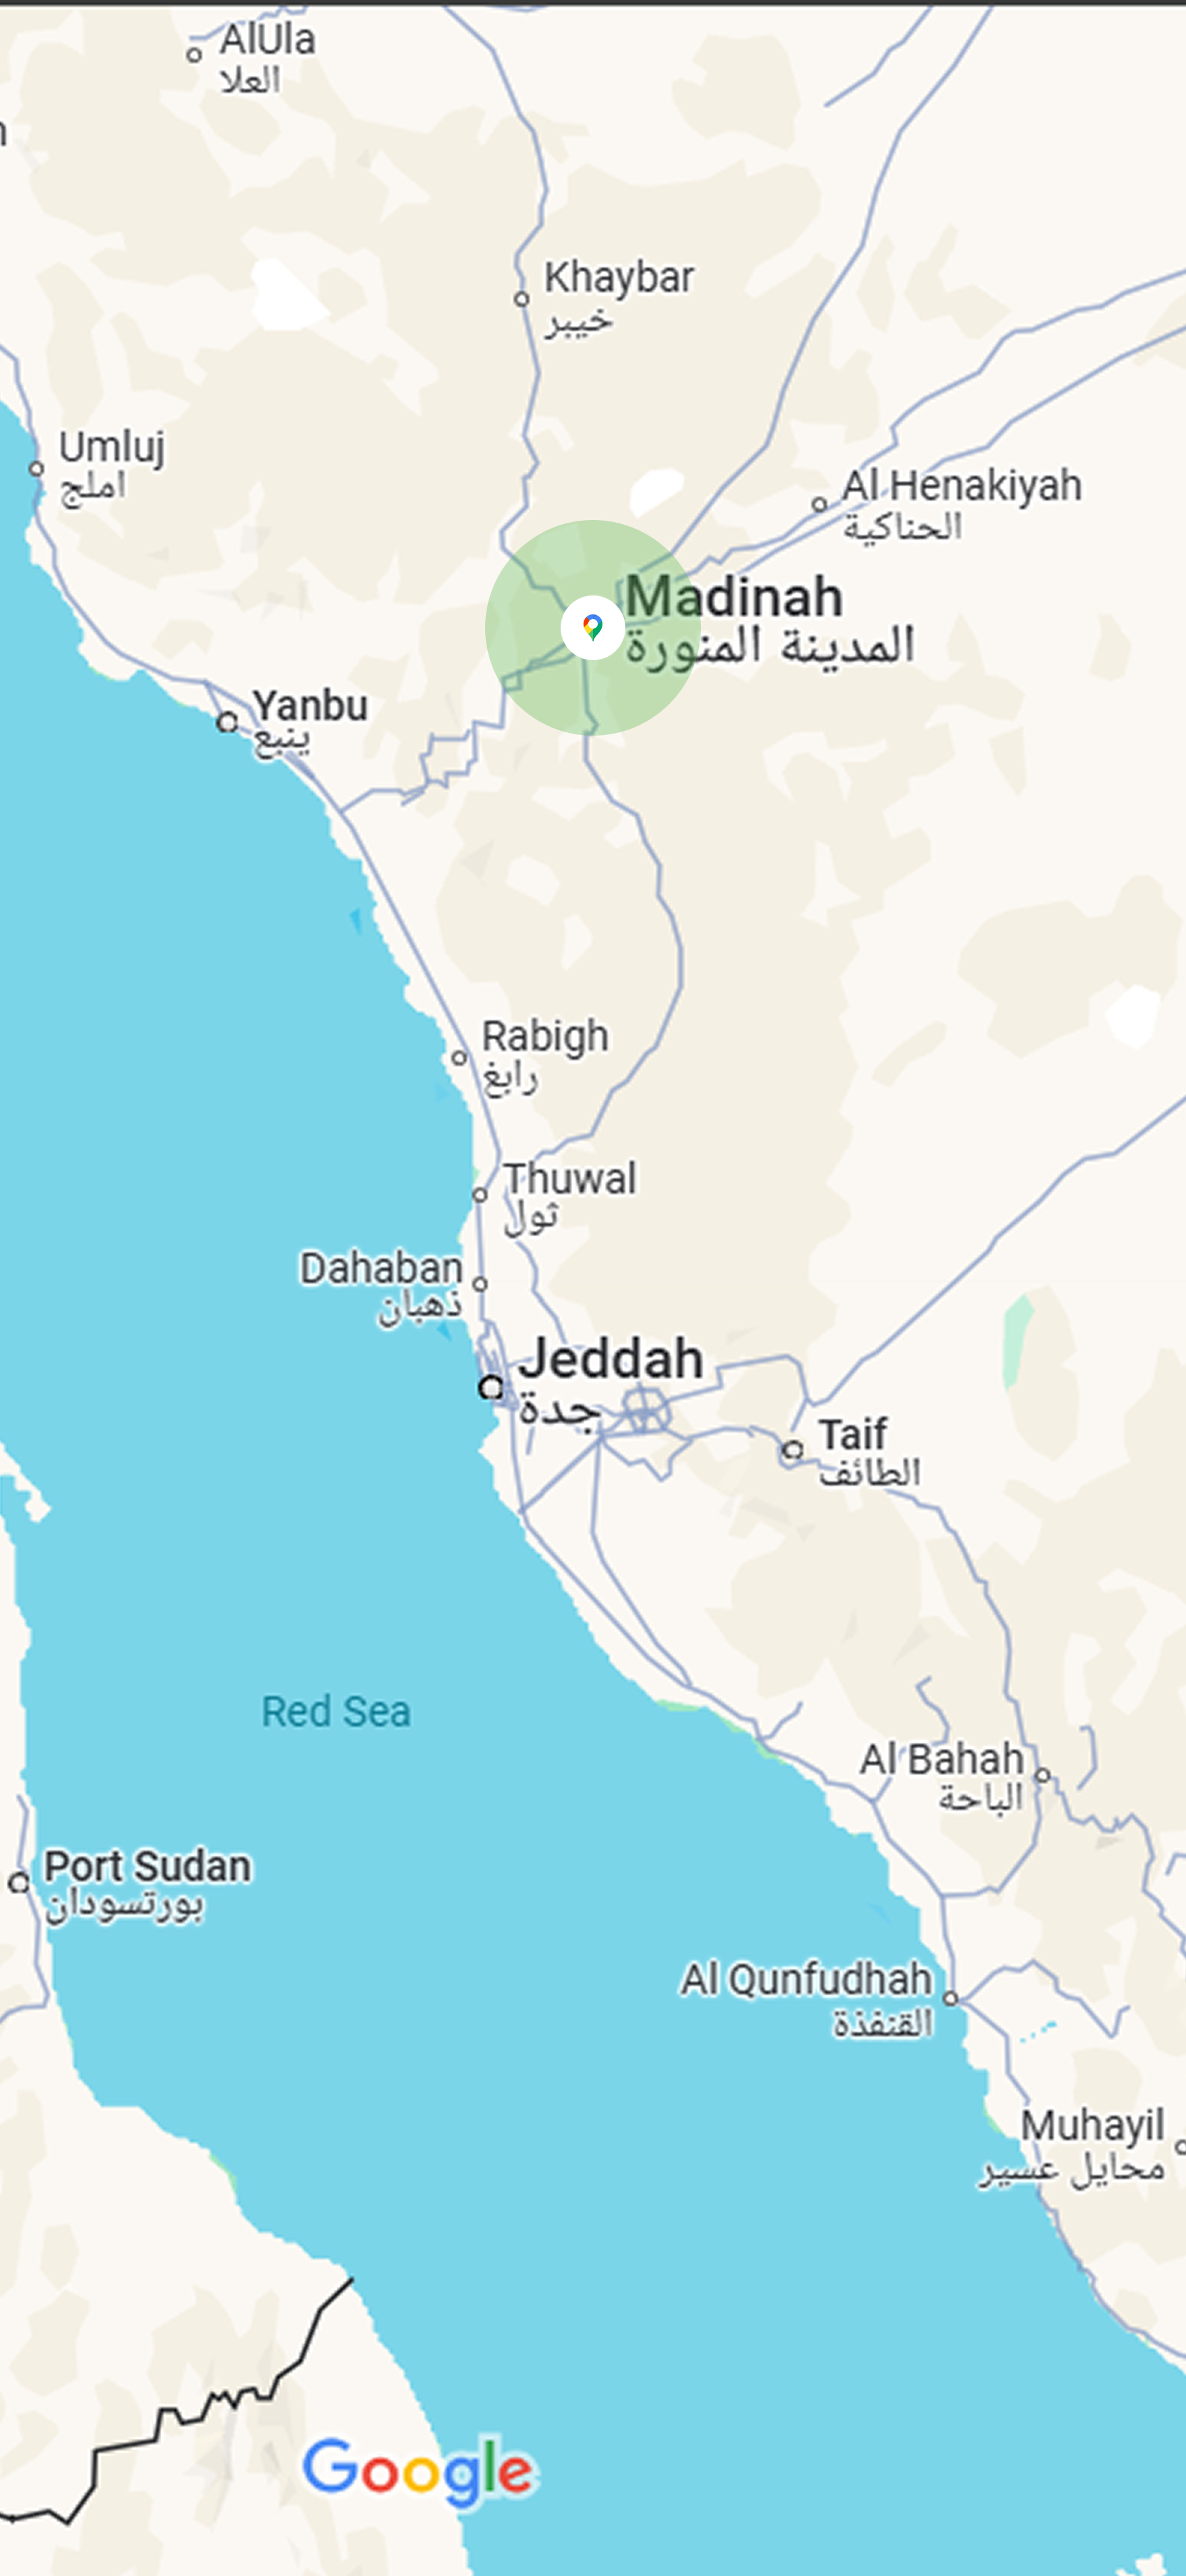 AlUla
العلا
Khaybar
خيبر
Umluj
املج
Al Henakiyah
الحناكية
Madinah
المدينة المنورة
Yanbu
ينبع
Rabigh
رابغ
Thuwal
ثول
Dahaban
ذهبان
Jeddah
جدة
Taif
الطائف
Red Sea
Al Bahah
الباحة
Port Sudan
بورتسودان
Al Qunfudhah
القنفذة
Muhayil
محايل عسير
Google